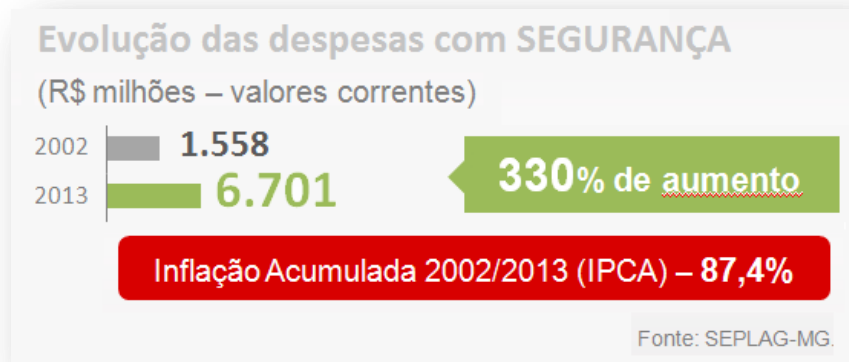 Evolução das despesas com SEGURANÇA
(R$ milhões – valores correntes)
2002 1.558
2013 6.701
330% de aumento
Inflação Acumulada 2002/2013 (IPCA) – 87,4%
Fonte: SEPLAG-MG.